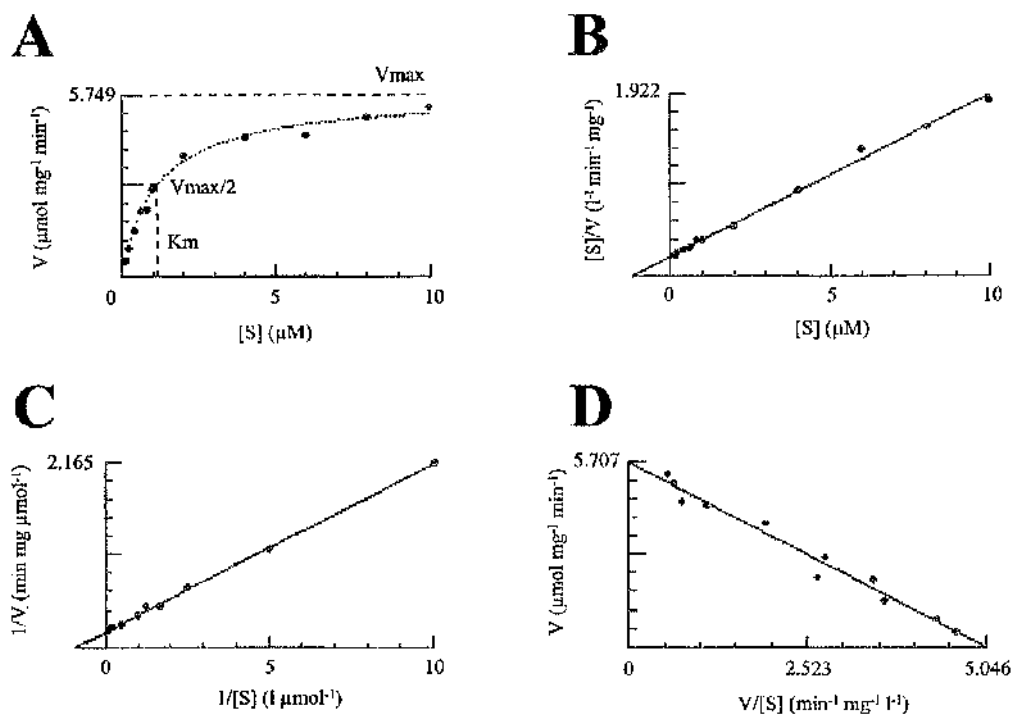 A
Vmax
5.749
V (µmol mg⁻¹ min⁻¹)
Vmax/2
Km
0
5
10
[S] (µM)
B
1.922
[S]/V (l⁻¹ min⁻¹ mg⁻¹)
0
5
10
[S] (µM)
C
2.165
1/V (min mg µmol⁻¹)
0
5
10
1/[S] (l µmol⁻¹)
D
5.707
V (µmol mg⁻¹ min⁻¹)
0
2.523
5.046
V/[S] (min⁻¹ mg⁻¹ l⁻¹)